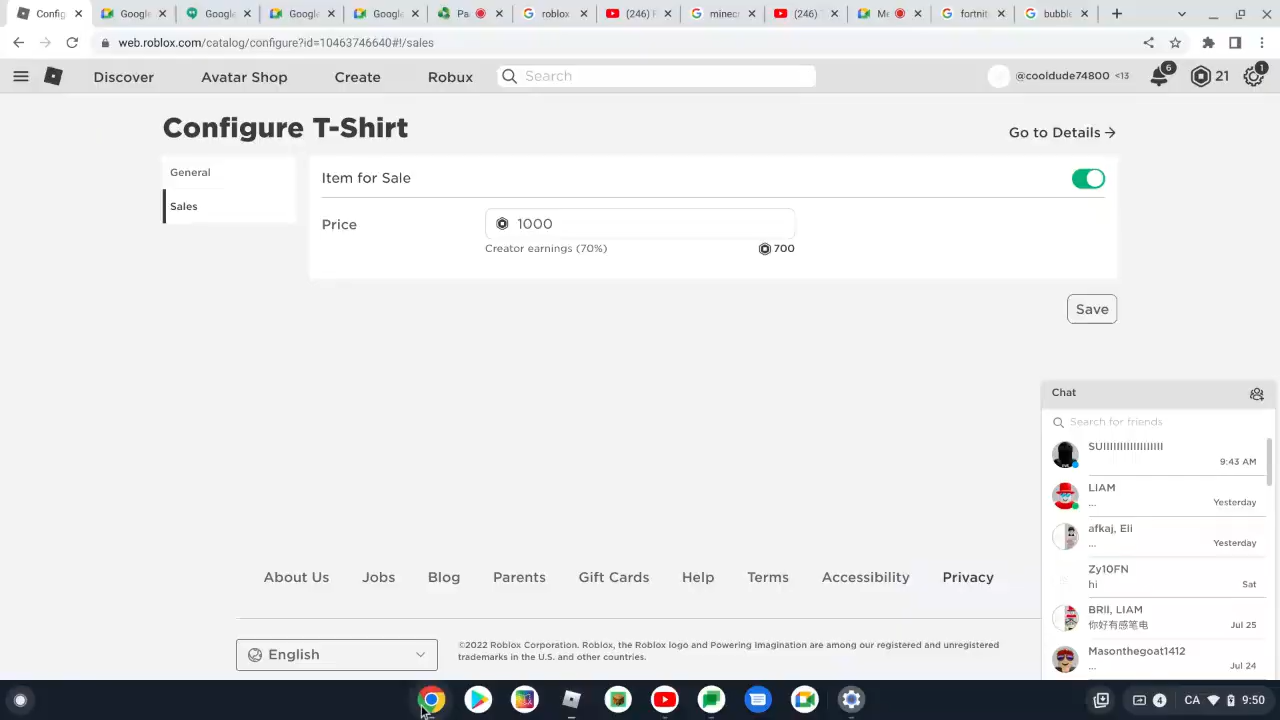 Config
Google
Google
Google
Google
Pa
roblox
(246) F
minecr
(246)
Me
fortnit
bubble
web.roblox.com/catalog/configure?id=10463746640#!/sales
Discover
Avatar Shop
Create
Robux
Search
@cooldude74800 <13
6
21
1
Configure T-Shirt
Go to Details →
General
Sales
Item for Sale
Price
1000
Creator earnings (70%)
700
Save
Chat
Search for friends
9:43 AM
LIAM
...
Yesterday
afkaj, Eli
...
Yesterday
Zy10FN
hi
Sat
BRII, LIAM
你好有感笔电
Jul 25
Masonthegoat1412
...
Jul 24
About Us
Jobs
Blog
Parents
Gift Cards
Help
Terms
Accessibility
Privacy
English
©2022 Roblox Corporation. Roblox, the Roblox logo and Powering Imagination are among our registered and unregistered
trademarks in the U.S. and other countries.
4
CA
9:50